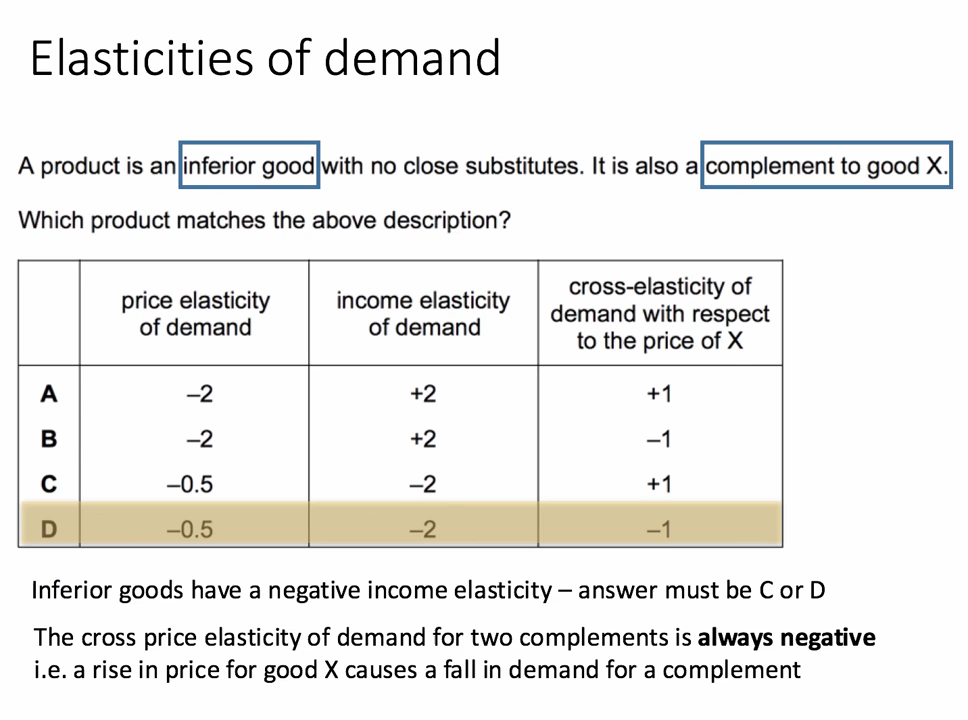 Elasticities of demand
A product is an inferior good with no close substitutes. It is also a complement to good X.
Which product matches the above description?
price elasticity of demand income elasticity of demand cross-elasticity of demand with respect to the price of X
A –2 +2 +1
B –2 +2 –1
C –0.5 –2 +1
D –0.5 –2 –1
Inferior goods have a negative income elasticity – answer must be C or D
The cross price elasticity of demand for two complements is always negative
i.e. a rise in price for good X causes a fall in demand for a complement